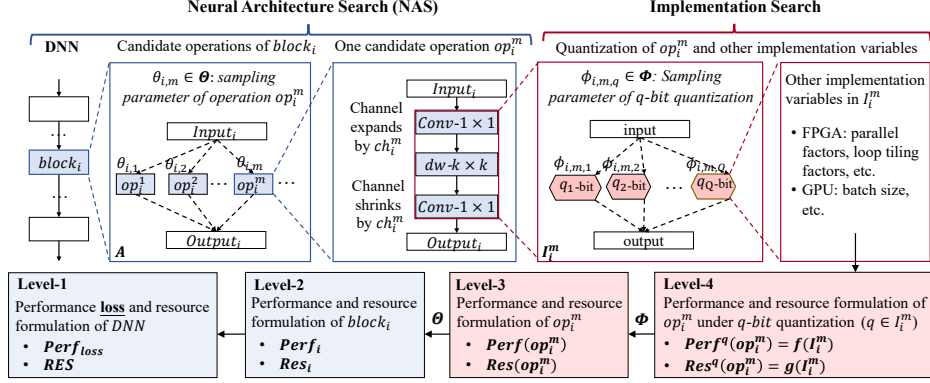 Neural Architecture Search (NAS)
Implementation Search
DNN
Candidate operations of block_i
One candidate operation op_i^m
Quantization of op_i^m and other implementation variables
...
block_i
...
θ_{i,m} ∈ Θ: sampling
parameter of operation op_i^m
Input_i
θ_{i,1} θ_{i,2} θ_{i,m}
op_i^1 op_i^2 ... op_i^m ...
Output_i
A
Input_i
Channel
expands
by ch_i^m
Conv-1 × 1
dw-k × k
Channel
shrinks
by ch_i^m
Conv-1 × 1
Output_i
ϕ_{i,m,q} ∈ Φ: Sampling
parameter of q-bit quantization
input
ϕ_{i,m,1} ϕ_{i,m,2} ϕ_{i,m,Q}
q_1-bit q_2-bit ... q_Q-bit
output
I_i^m
Other
implementation
variables in I_i^m
• FPGA: parallel
factors, loop tiling
factors, etc.
• GPU: batch size,
etc.
Level-1
Performance loss and resource
formulation of DNN
• Perf_{loss}
• RES
Level-2
Performance and resource
formulation of block_i
• Perf_i
• Res_i
Θ
Level-3
Performance and resource
formulation of op_i^m
• Perf(op_i^m)
• Res(op_i^m)
Φ
Level-4
Performance and resource formulation of
op_i^m under q-bit quantization (q ∈ I_i^m)
• Perf^q(op_i^m) = f(I_i^m)
• Res^q(op_i^m) = g(I_i^m)